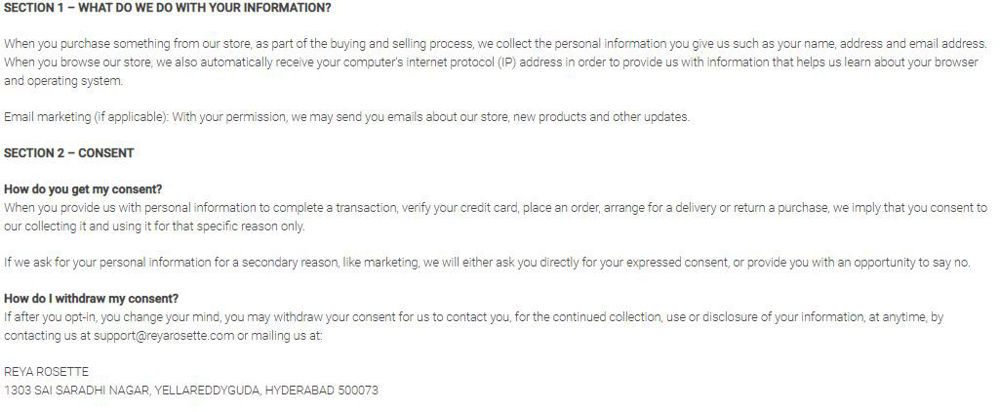 SECTION 1 – WHAT DO WE DO WITH YOUR INFORMATION?
When you purchase something from our store, as part of the buying and selling process, we collect the personal information you give us such as your name, address and email address.
When you browse our store, we also automatically receive your computer's internet protocol (IP) address in order to provide us with information that helps us learn about your browser
and operating system.
Email marketing (if applicable): With your permission, we may send you emails about our store, new products and other updates.
SECTION 2 – CONSENT
How do you get my consent?
When you provide us with personal information to complete a transaction, verify your credit card, place an order, arrange for a delivery or return a purchase, we imply that you consent to
our collecting it and using it for that specific reason only.
If we ask for your personal information for a secondary reason, like marketing, we will either ask you directly for your expressed consent, or provide you with an opportunity to say no.
How do I withdraw my consent?
If after you opt-in, you change your mind, you may withdraw your consent for us to contact you, for the continued collection, use or disclosure of your information, at anytime, by
contacting us at support@reyarosette.com or mailing us at:
REYA ROSETTE
1303 SAI SARADHI NAGAR, YELLAREDDYGUDA, HYDERABAD 500073